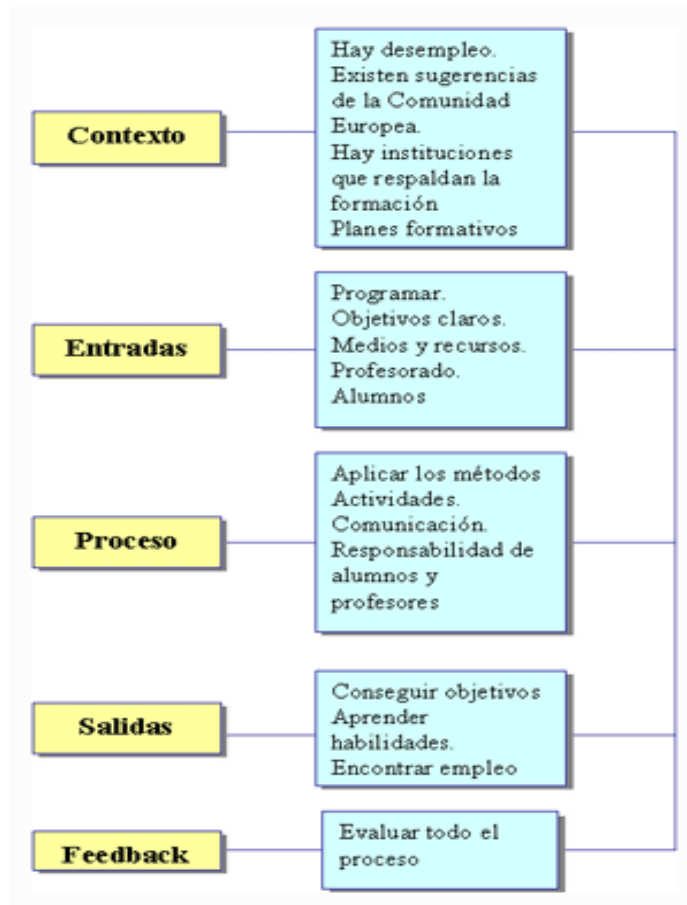 Contexto
Hay desempleo.
Existen sugerencias
de la Comunidad
Europea.
Hay instituciones
que respaldan la
formación
Planes formativos
Entradas
Programar.
Objetivos claros.
Medios y recursos.
Profesorado.
Alumnos
Proceso
Aplicar los métodos
Actividades.
Comunicación.
Responsabilidad de
alumnos y
profesores
Salidas
Conseguir objetivos
Aprender
habilidades.
Encontrar empleo
Feedback
Evaluar todo el
proceso